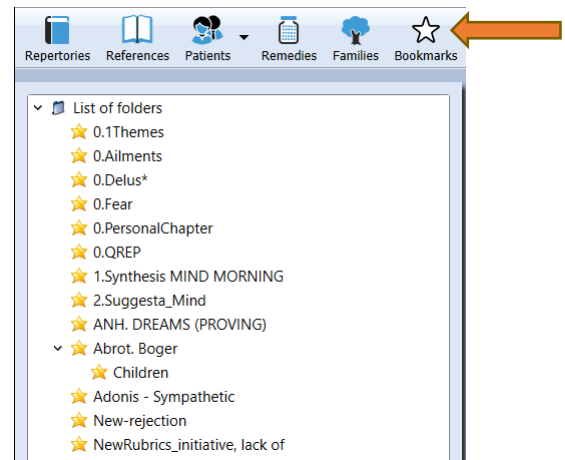 Repertories References Patients Remedies Families Bookmarks
List of folders
0.1Themes
0.Ailments
0.Delus*
0.Fear
0.PersonalChapter
0.QREP
1.Synthesis MIND MORNING
2.Suggesta_Mind
ANH. DREAMS (PROVING)
Abrot. Boger
Children
Adonis - Sympathetic
New-rejection
NewRubrics_initiative, lack of